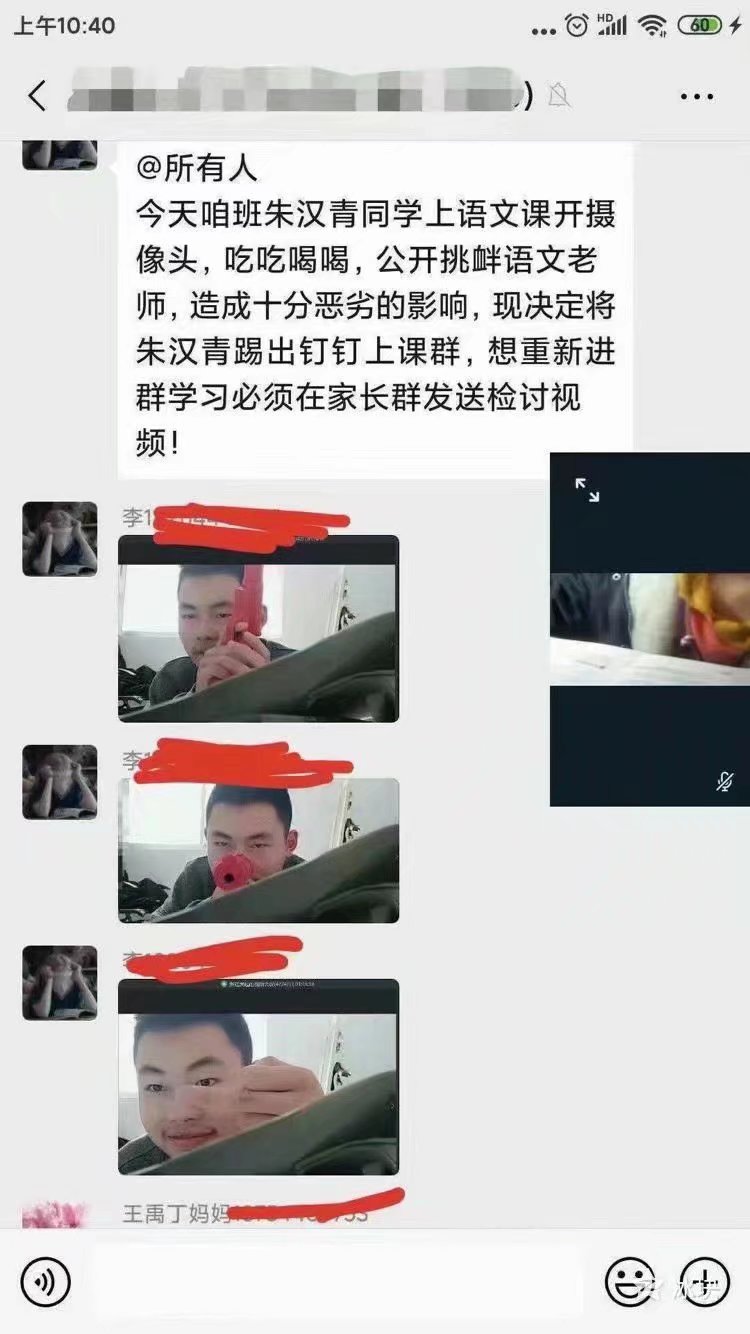 上午10:40
HD
60
)
@所有人
今天咱班朱汉青同学上语文课开摄
像头，吃吃喝喝，公开挑衅语文老
师，造成十分恶劣的影响，现决定将
朱汉青踢出钉钉上课群，想重新进
群学习必须在家长群发送检讨视
频！
李1
李1
李
王禹丁妈妈